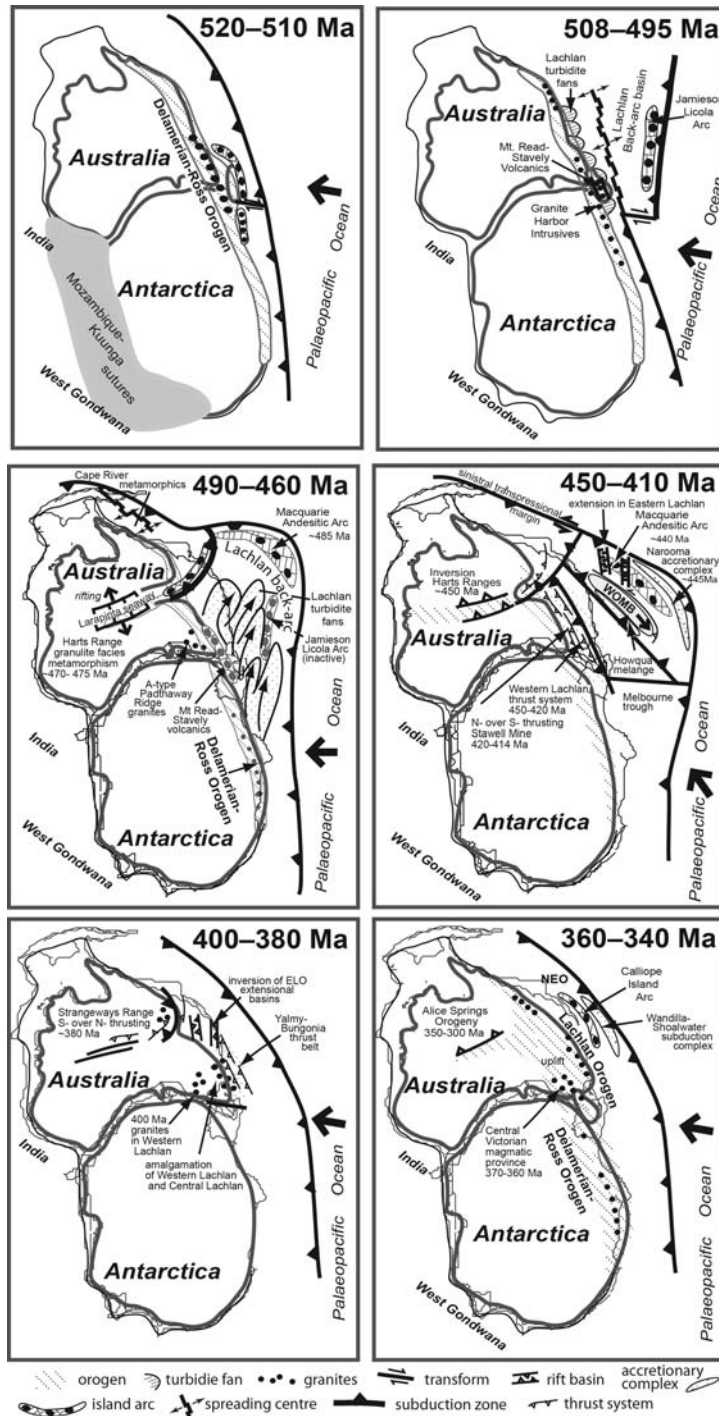 520–510 Ma
Delamerian-Ross Orogen
Australia
India
Mozambique-
Kuunga
sutures
Antarctica
West Gondwana
Palaeopacific Ocean
508–495 Ma
Lachlan
turbidite
fans
Lachlan
Back-arc basin
Jamieson
Licola
Arc
Australia
Mt. Read-
Stavely
Volcanics
Granite
Harbor
Intrusives
India
Antarctica
West Gondwana
Palaeopacific Ocean
490–460 Ma
Cape River
metamorphics
Macquarie
Andesitic Arc
~485 Ma
Lachlan back-arc
Australia
rifting
Larapinta seaway
Lachlan
turbidite
fans
Harts Range
granulite facies
metamorphism
470- 475 Ma
Jamieson
Licola Arc
(inactive)
A-type
Padthaway
Ridge
granites
Mt Read-
Stavely
volcanics
Delamerian-
Ross Orogen
India
Antarctica
West Gondwana
Palaeopacific Ocean
450–410 Ma
sinistral transpressional
margin
extension in Eastern Lachlan
Macquarie
Andesitic Arc
~440 Ma
Narooma
accretionary
complex
~445Ma
Inversion
Harts Ranges
~450 Ma
WOMB
Australia
Howqua
melange
Western Lachlan
thrust system
450-420 Ma
Melbourne
trough
N- over S- thrusting
Stawell Mine
420-414 Ma
India
Antarctica
West Gondwana
Palaeopacific Ocean
400–380 Ma
inversion of ELO
extensional
basins
Strangeways Range
S- over N- thrusting
~380 Ma
Yalmy-
Bungonia
thrust
belt
Australia
400 Ma
granites
in Western
Lachlan
amalgamation
of Western Lachlan
and Central Lachlan
India
Antarctica
West Gondwana
Palaeopacific Ocean
360–340 Ma
NEO
Calliope
Island
Arc
Alice Springs
Orogeny
350-300 Ma
Wandilla-
Shoalwater
subduction
complex
Lachlan Orogen
uplift
Australia
Central
Victorian
magmatic
province
370-360 Ma
Delamerian-
Ross Orogen
India
Antarctica
West Gondwana
Palaeopacific Ocean
orogen turbidie fan granites transform rift basin accretionary
complex
island arc spreading centre subduction zone thrust system